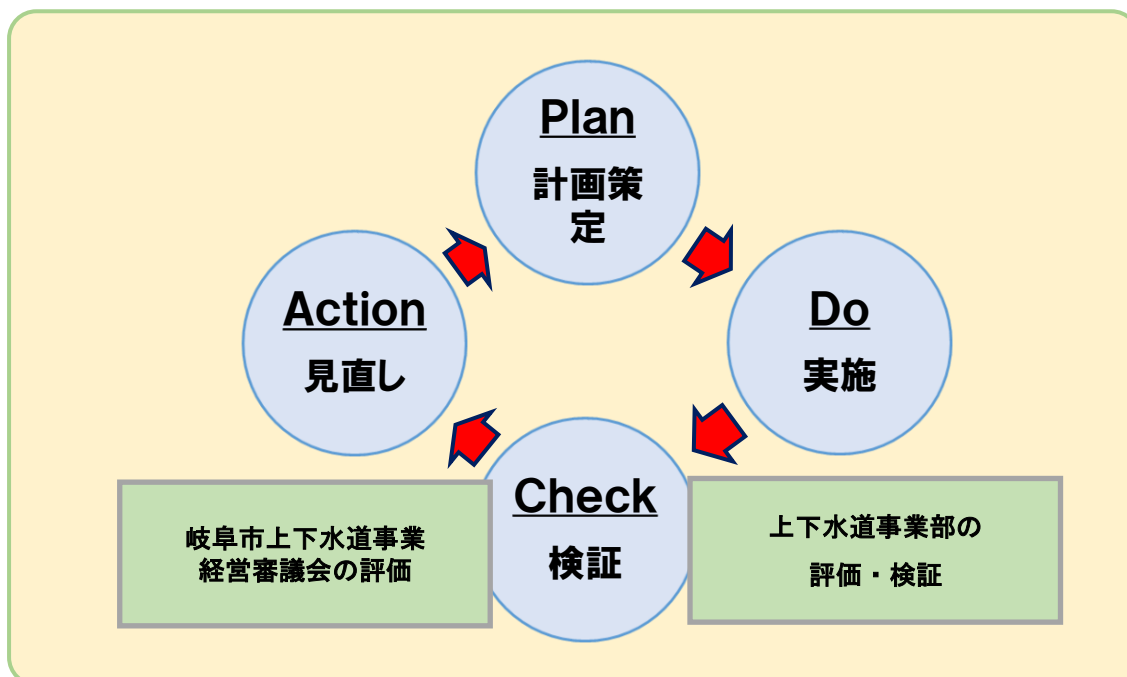 Plan
計画策
定
Action
見直し
Do
実施
Check
検証
岐阜市上下水道事業
経営審議会の評価
上下水道事業部の
評価・検証